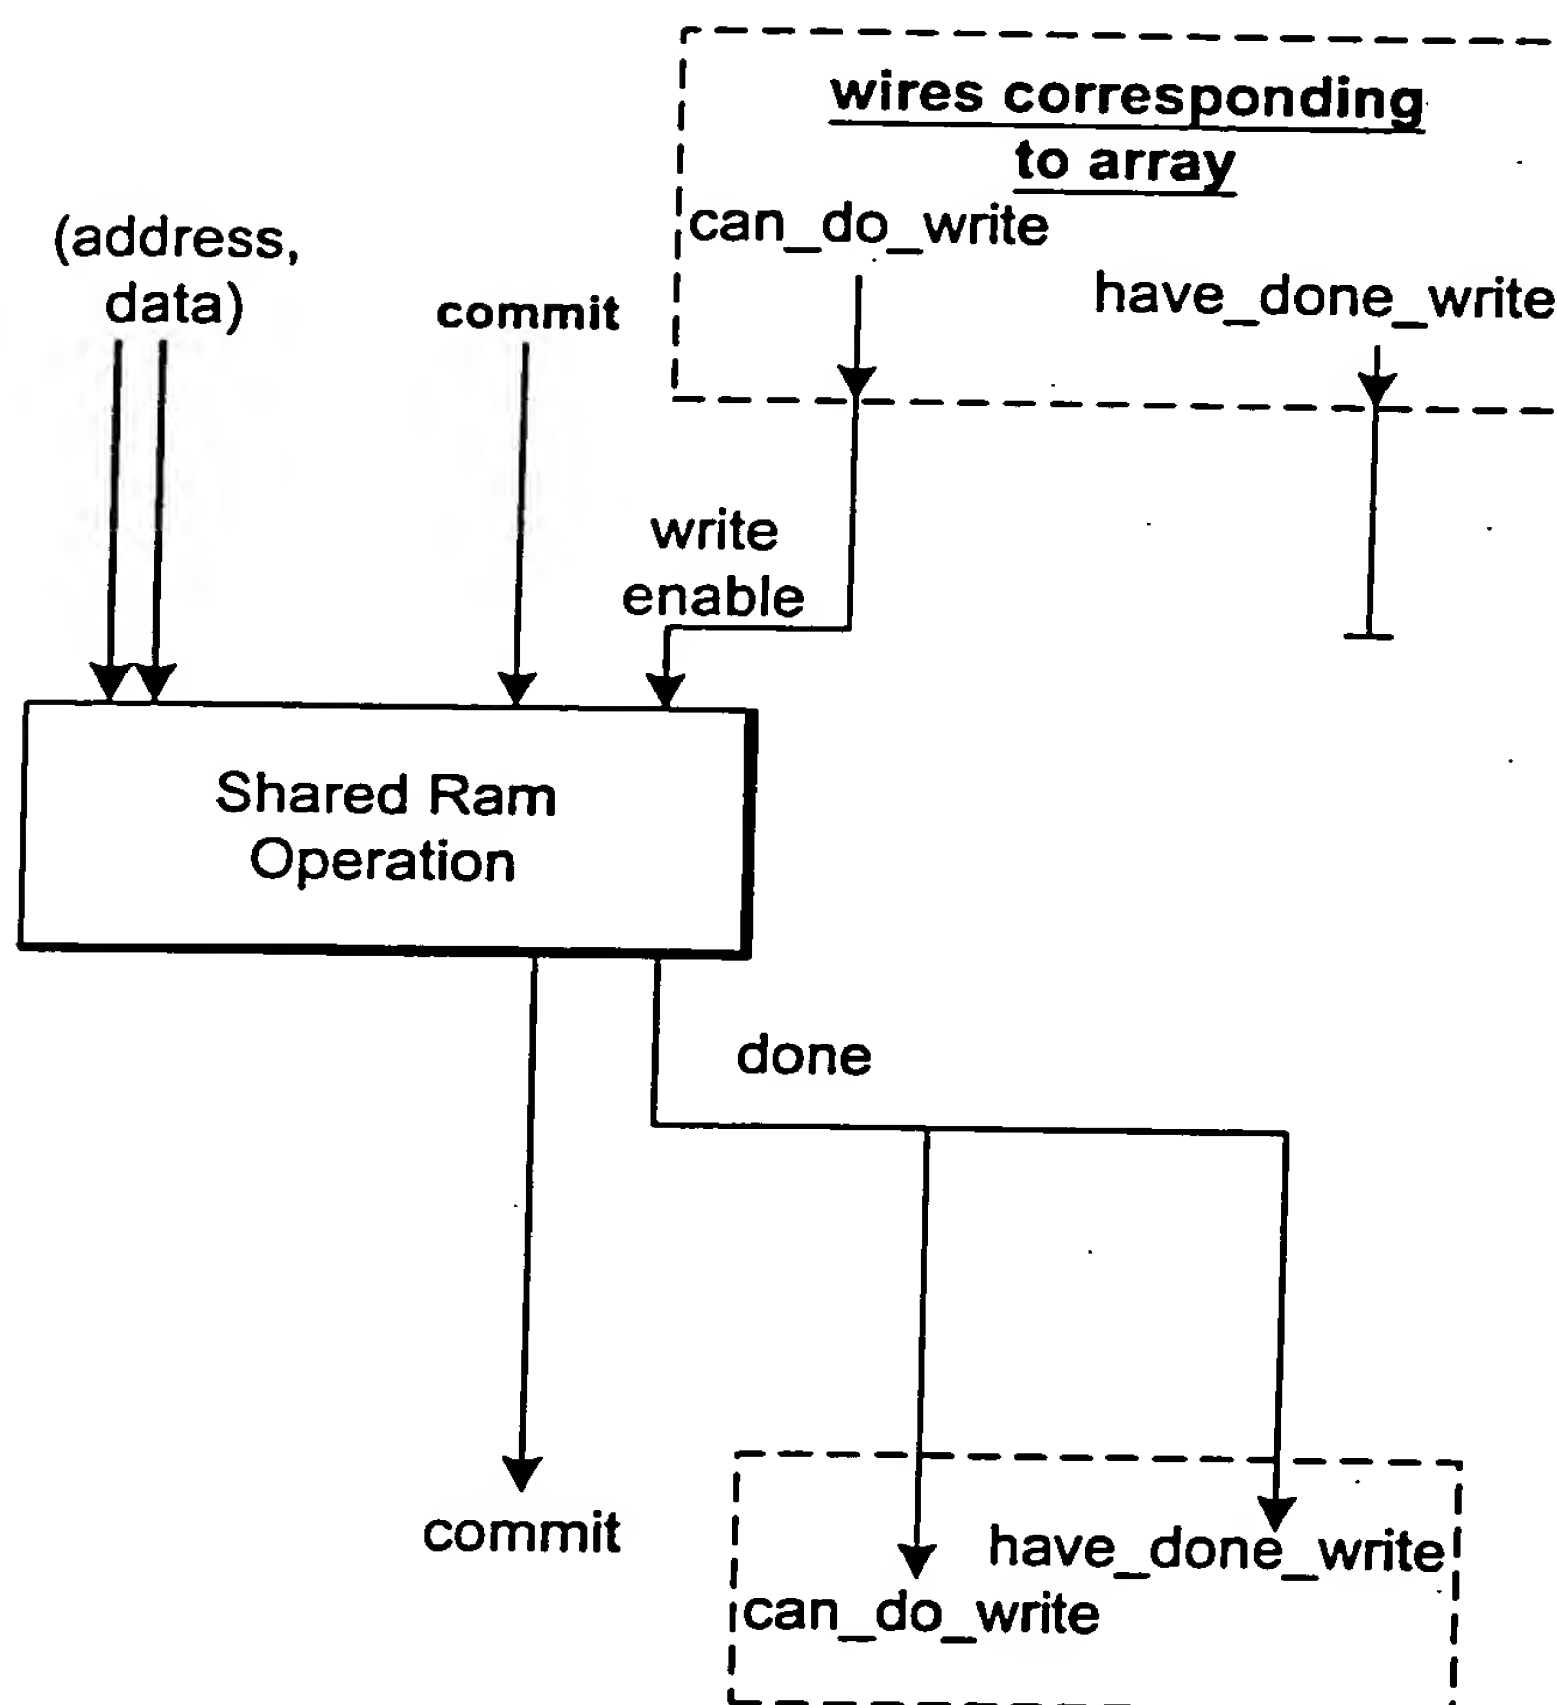 wires corresponding
to array
can_do_write
have_done_write
(address,
data)
commit
write
enable
Shared Ram
Operation
done
commit
have_done_write
can_do_write